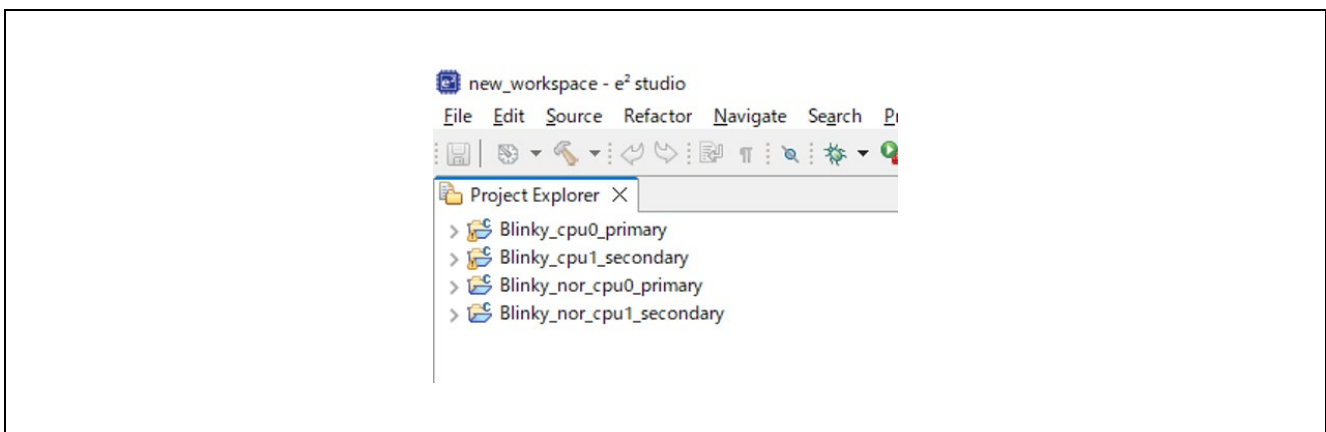 new_workspace - e² studio
File Edit Source Refactor Navigate Search
Project Explorer
Blinky_cpu0_primary
Blinky_cpu1_secondary
Blinky_nor_cpu0_primary
Blinky_nor_cpu1_secondary